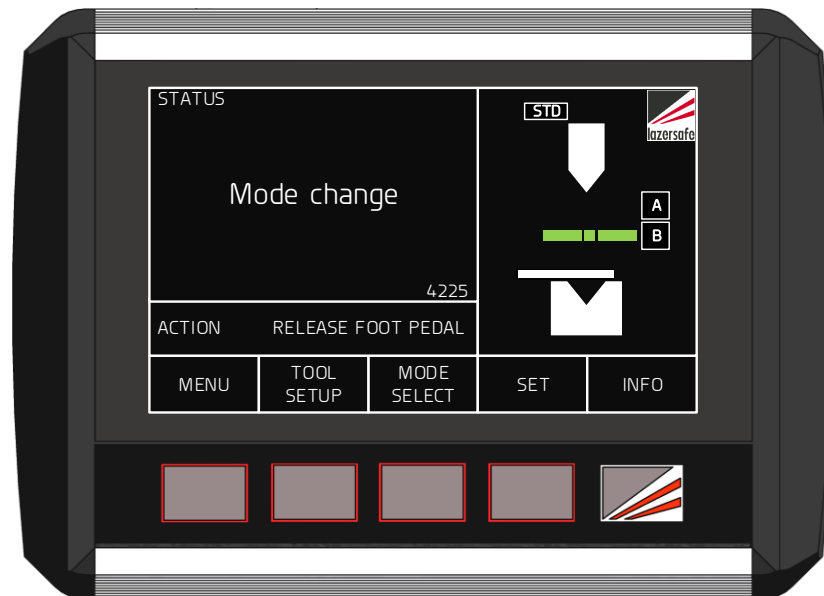 STATUS
Mode change
4225
ACTION RELEASE FOOT PEDAL
STD
lazersafe
A
B
MENU
TOOL
SETUP
MODE
SELECT
SET
INFO